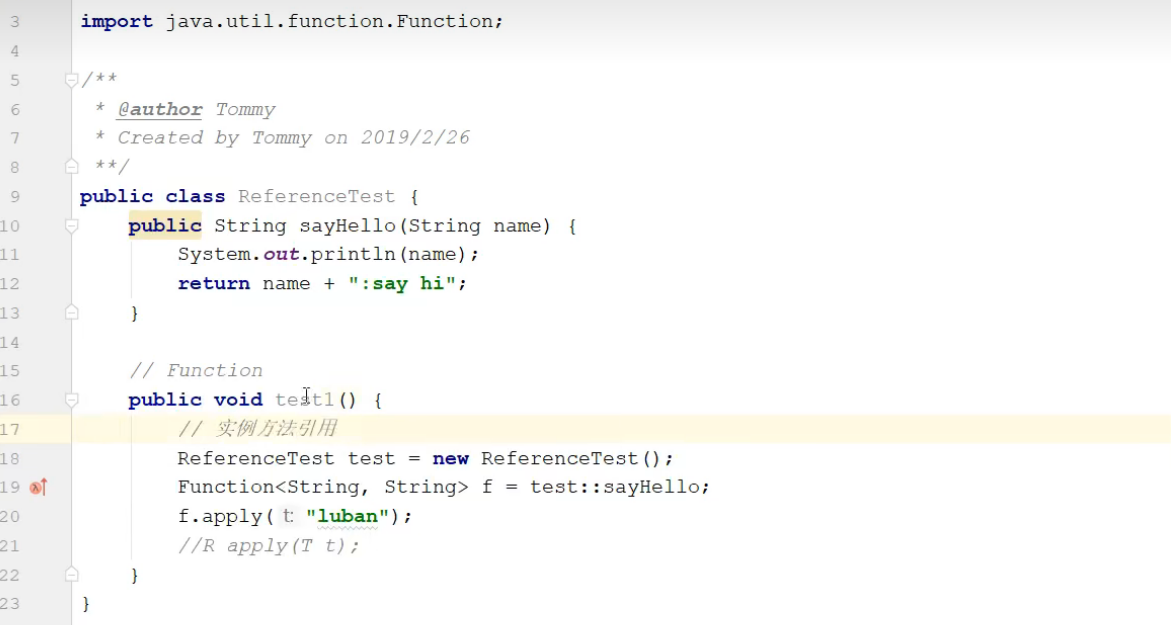 3 import java.util.function.Function;
4
5 /**
6 * @author Tommy
7 * Created by Tommy on 2019/2/26
8 **/
9 public class ReferenceTest {
10 public String sayHello(String name) {
11 System.out.println(name);
12 return name + ":say hi";
13 }
14
15 // Function
16 public void test1() {
17 // 实例方法引用
18 ReferenceTest test = new ReferenceTest();
19 Function<String, String> f = test::sayHello;
20 f.apply( t: "luban");
21 //R apply(T t);
22 }
23 }